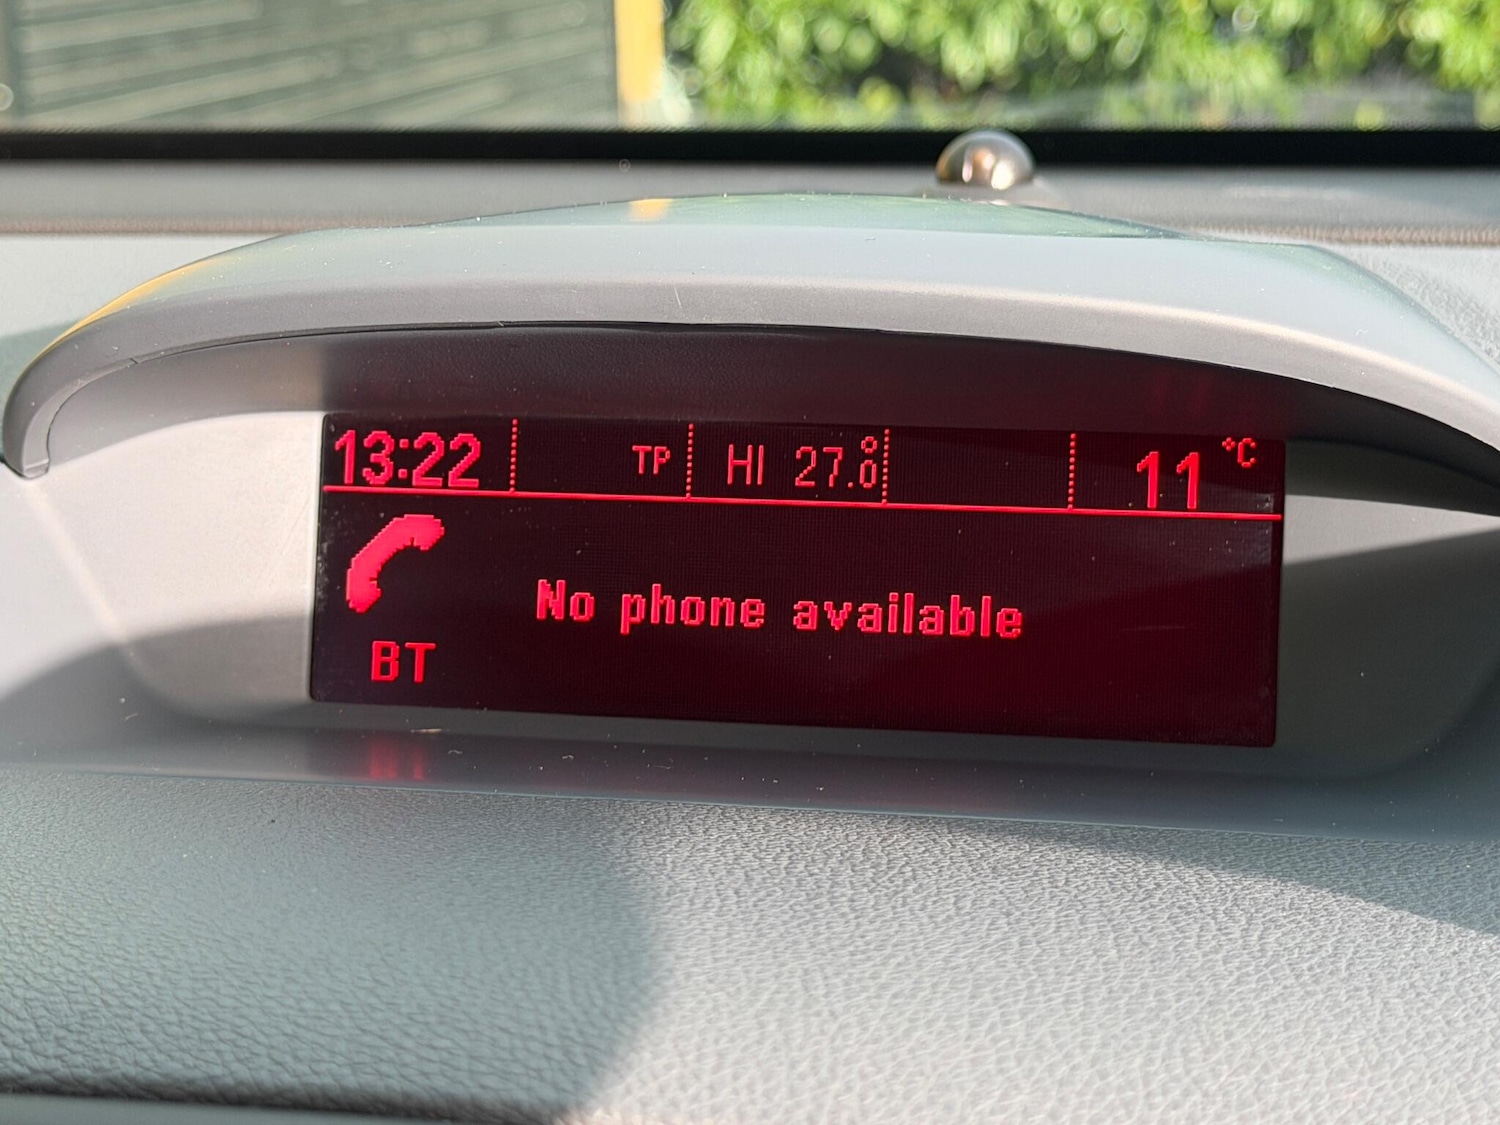 13:22 TP HI 27.0° 11 °C
No phone available
BT